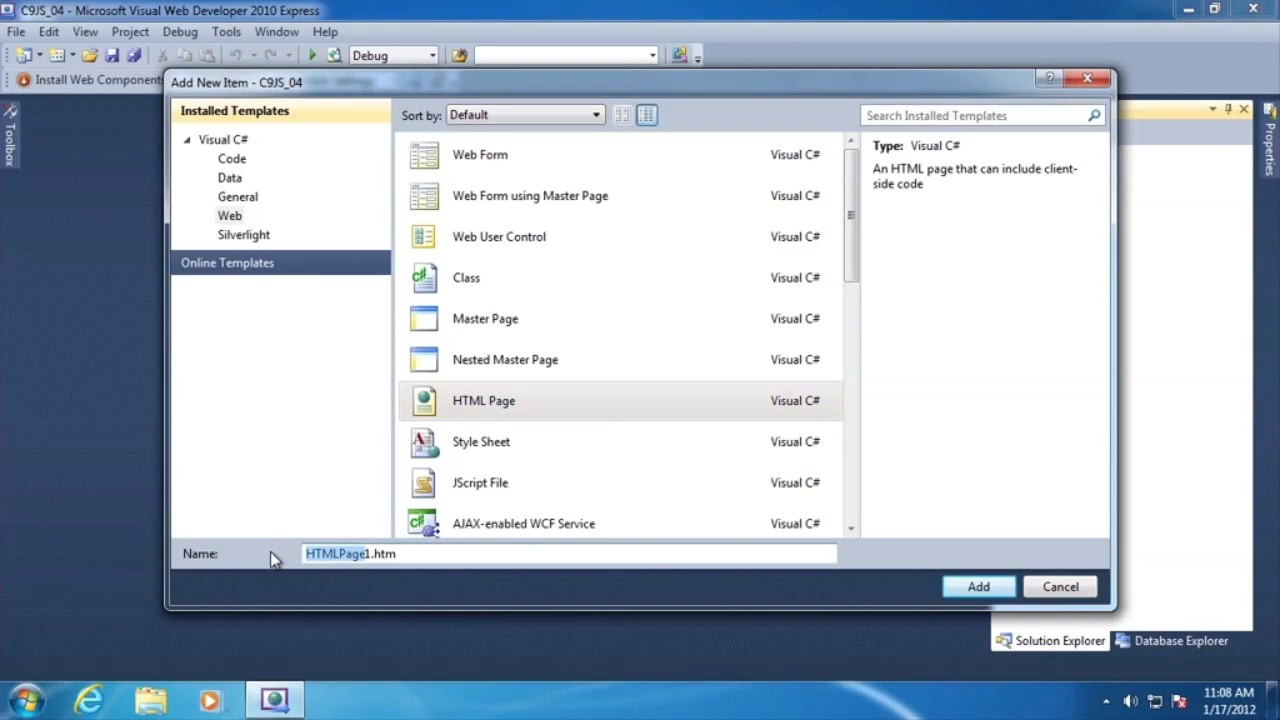 C9JS_04 - Microsoft Visual Web Developer 2010 Express
File Edit View Project Debug Tools Window Help
Debug
Install Web Component
Add New Item - C9JS_04
Toolbox
Properties
Installed Templates
Visual C#
Code
Data
General
Web
Silverlight
Online Templates
Sort by: Default
Search Installed Templates
Web Form Visual C#
Web Form using Master Page Visual C#
Web User Control Visual C#
Class Visual C#
Master Page Visual C#
Nested Master Page Visual C#
HTML Page Visual C#
Style Sheet Visual C#
JScript File Visual C#
AJAX-enabled WCF Service Visual C#
Type: Visual C#
An HTML page that can include client-
side code
Name: HTMLPage1.htm
Add Cancel
Solution Explorer Database Explorer
11:08 AM
1/17/2012